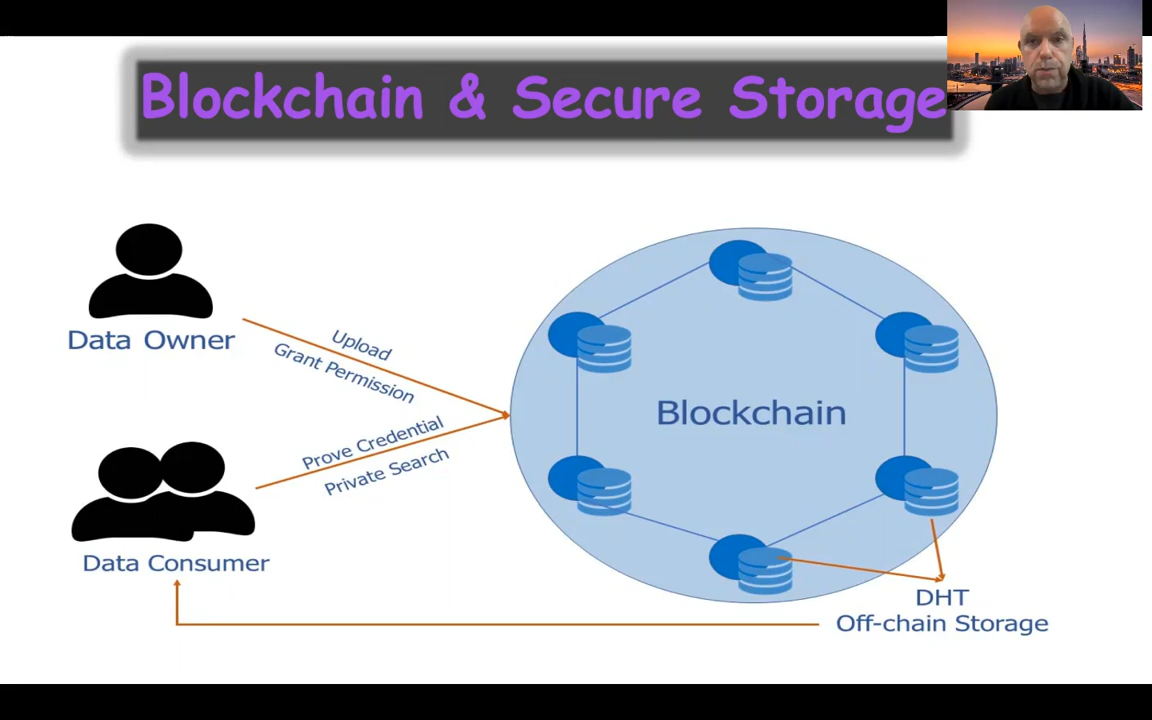 Blockchain & Secure Storage
Data Owner
Upload
Grant Permission
Prove Credential
Private Search
Data Consumer
Blockchain
DHT
Off-chain Storage